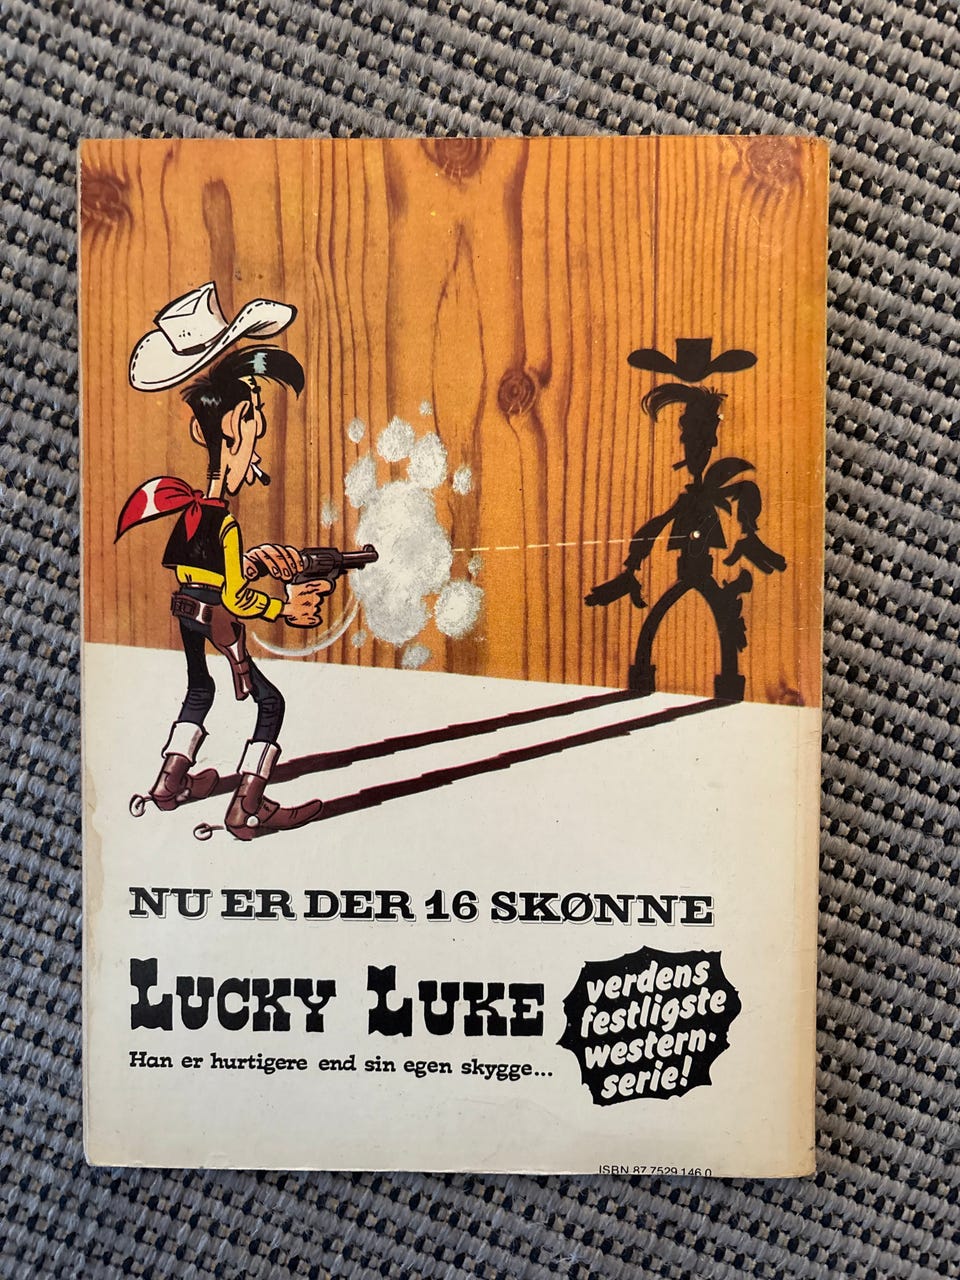 NU ER DER 16 SKØNNE
LUCKY LUKE
Han er hurtigere end sin egen skygge...
verdens
festligste
western-
serie!
ISBN 87 7529 146 0